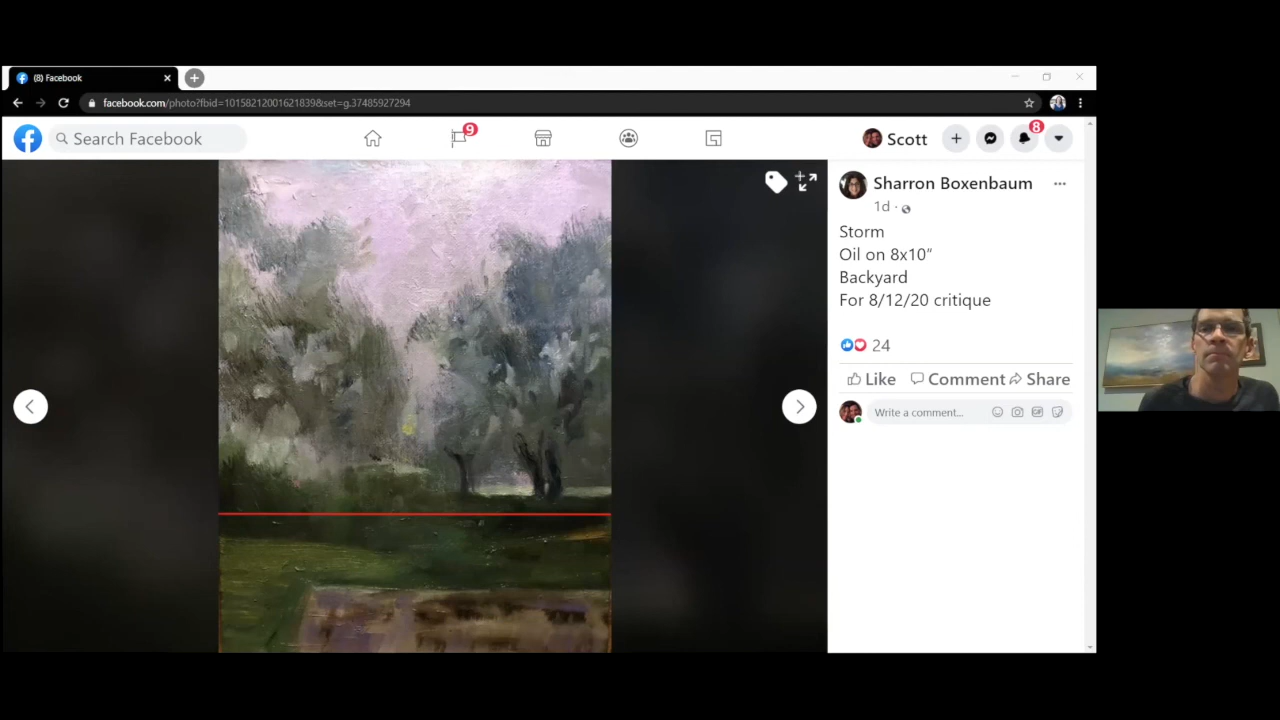 (8) Facebook
facebook.com/photo?fbid=10158212001621839&set=g.37485927294
Search Facebook
9
Scott
8
Sharron Boxenbaum
1d ·
Storm
Oil on 8x10”
Backyard
For 8/12/20 critique
24
Like Comment Share
Write a comment...
GIF